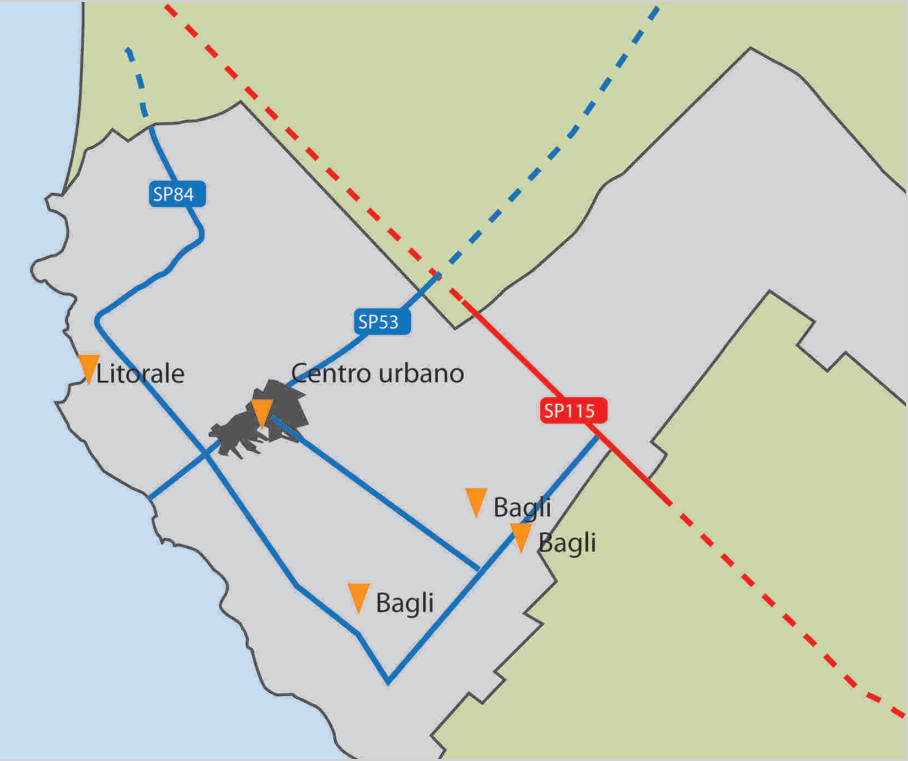 SP84
SP53
Litorale
Centro urbano
SP115
Bagli
Bagli
Bagli